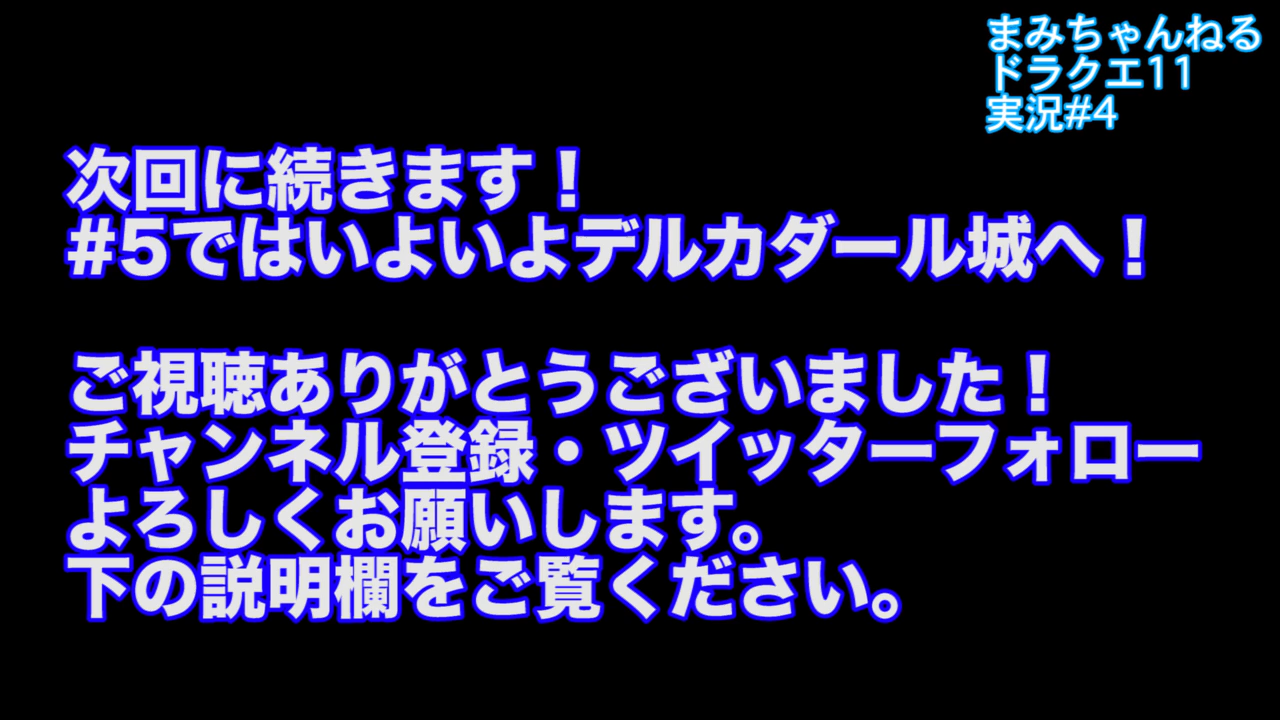 まみちゃんねる
ドラクエ11
実況#4
次回に続きます！
#5ではいよいよデルカダール城へ！
ご視聴ありがとうございました！
チャンネル登録・ツイッターフォロー
よろしくお願いします。
下の説明欄をご覧ください。